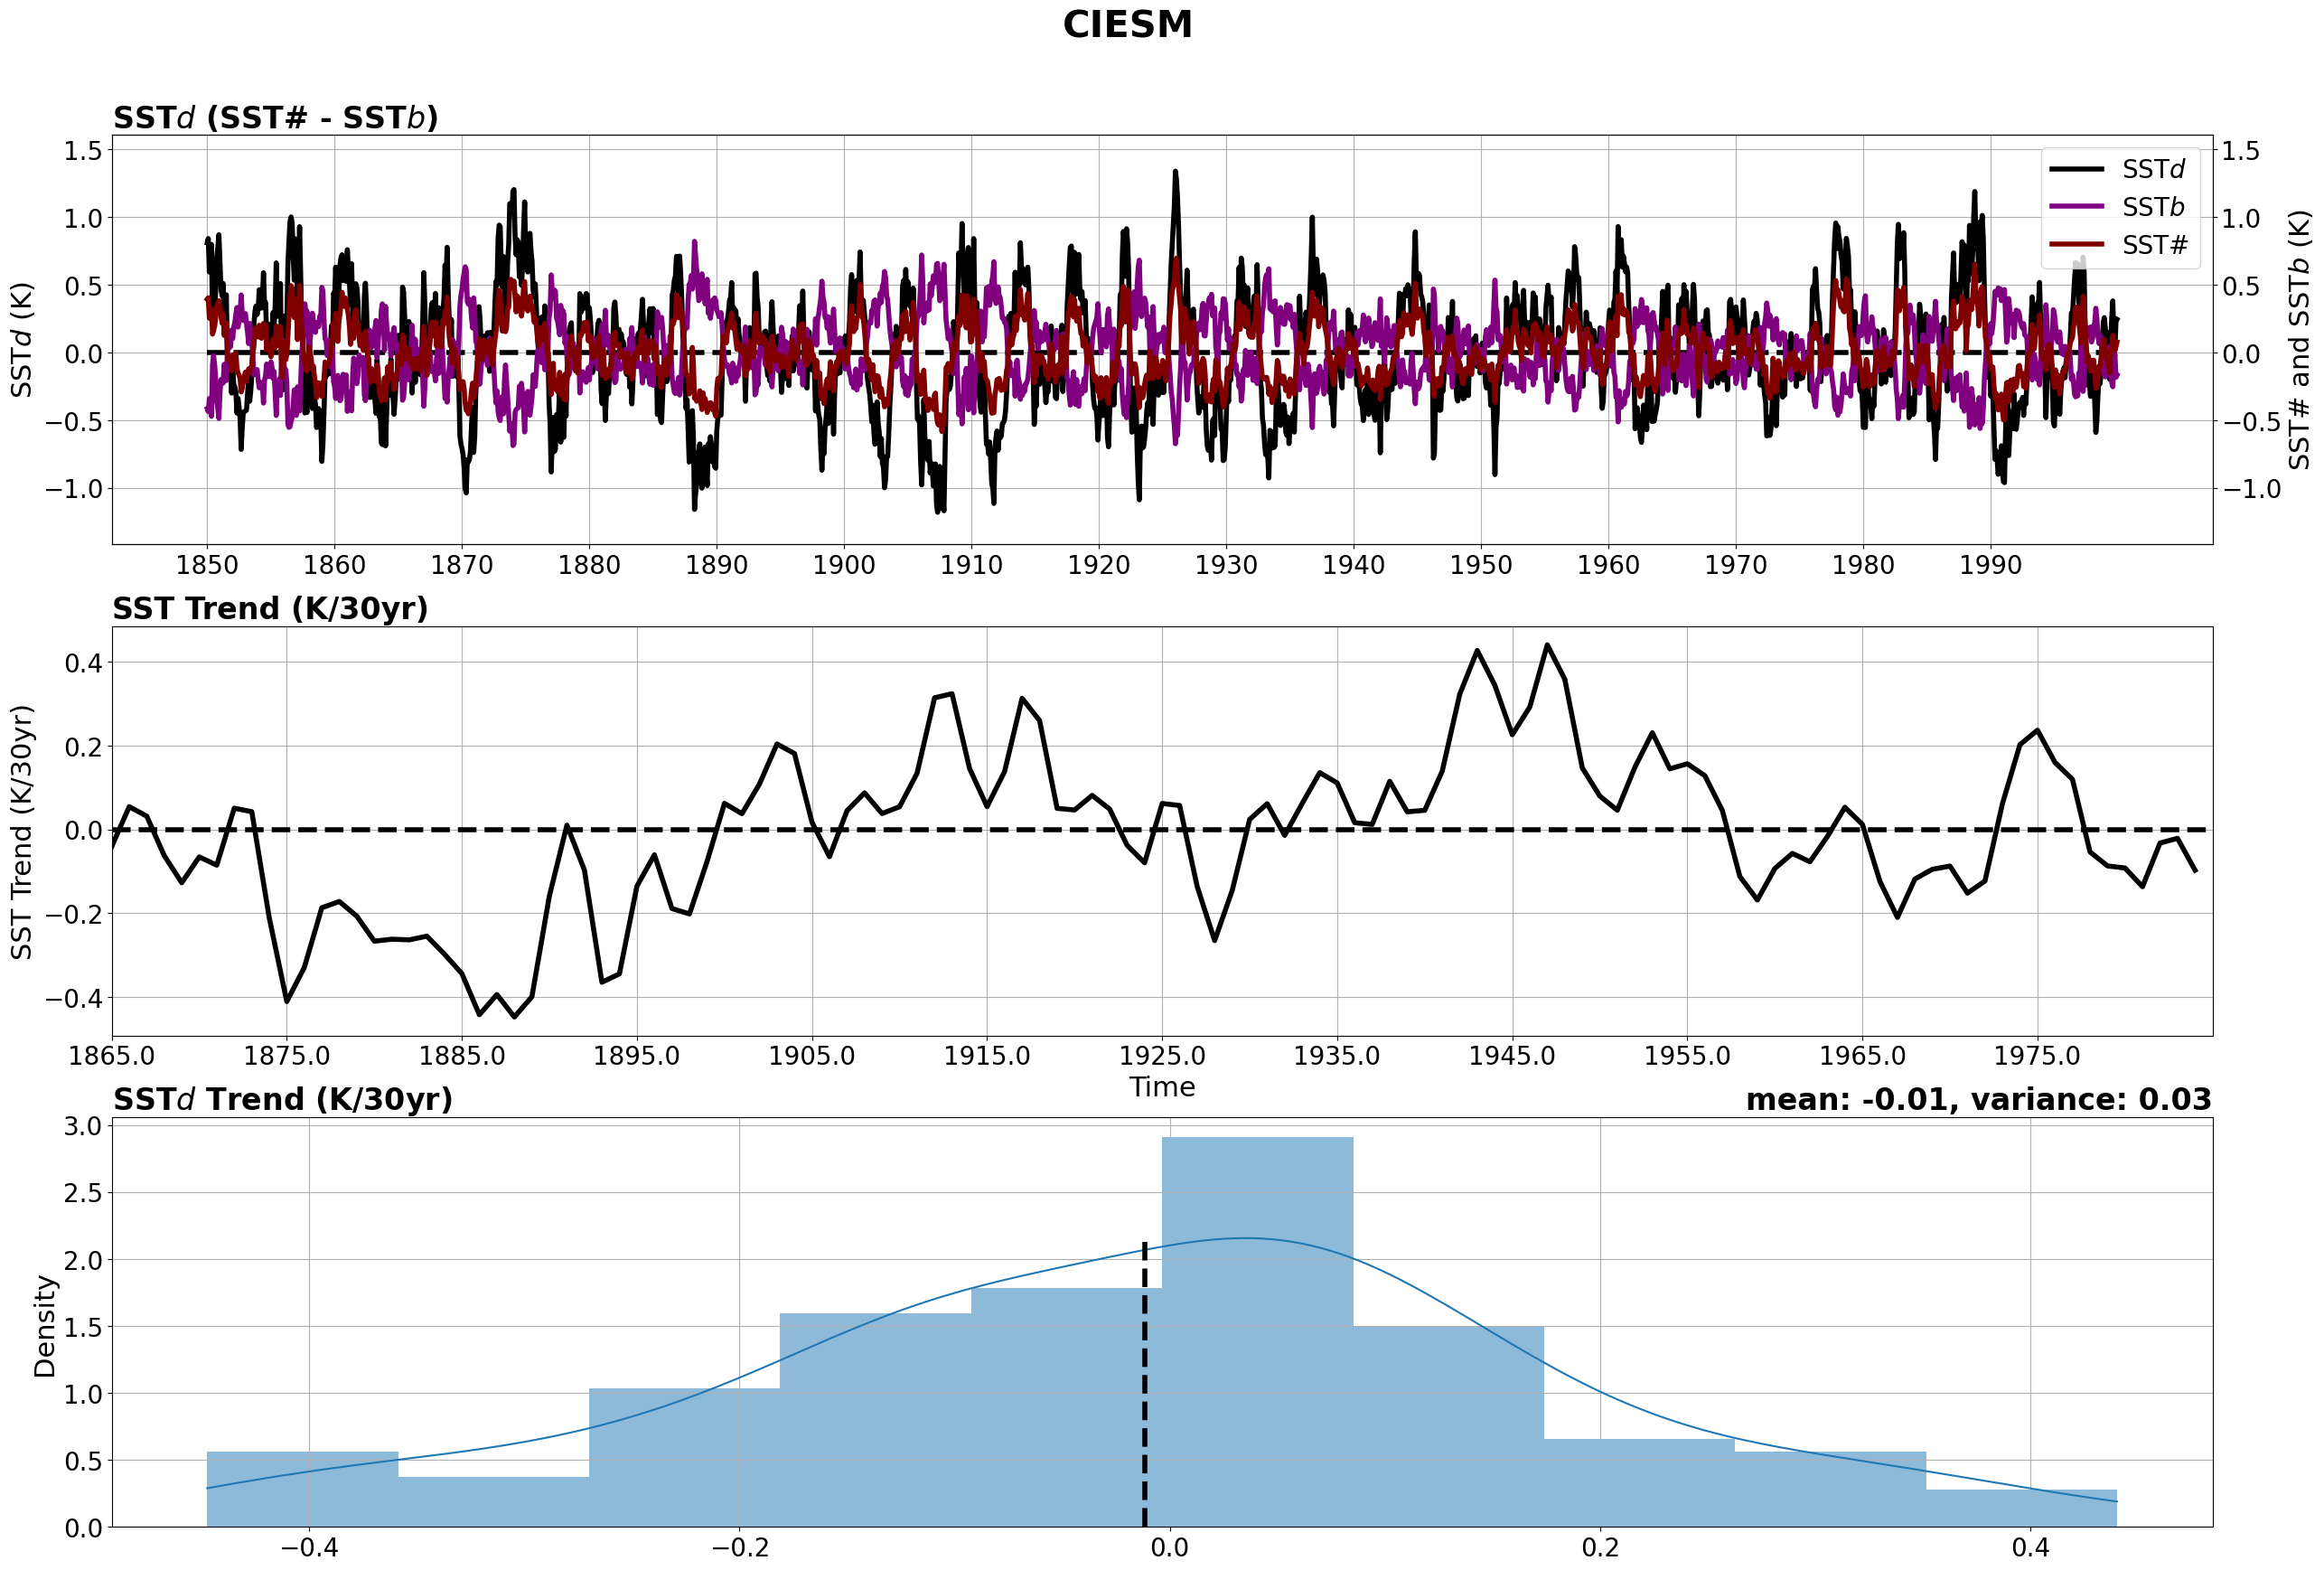 CIESM
SSTd (SST# - SSTb)
1.5
1.0
0.5
0.0
−0.5
−1.0
SSTd (K)
1.5
1.0
0.5
0.0
−0.5
−1.0
SST# and SSTb (K)
SSTd
SSTb
SST#
1850 1860 1870 1880 1890 1900 1910 1920 1930 1940 1950 1960 1970 1980 1990
SST Trend (K/30yr)
0.4
0.2
0.0
−0.2
−0.4
SST Trend (K/30yr)
1865.0 1875.0 1885.0 1895.0 1905.0 1915.0 1925.0 1935.0 1945.0 1955.0 1965.0 1975.0
Time
SSTd Trend (K/30yr)
mean: -0.01, variance: 0.03
3.0
2.5
2.0
1.5
1.0
0.5
0.0
Density
−0.4 −0.2 0.0 0.2 0.4